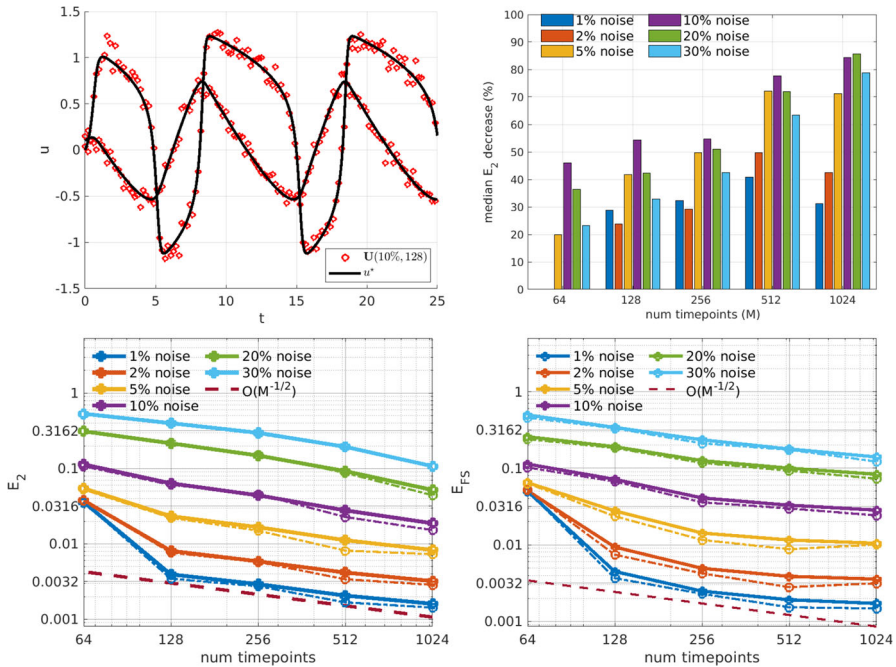 1.5
1
0.5
0
-0.5
-1
-1.5
u
0
5
10
15
20
25
t
U(10%,128)
u*
100
90
80
70
60
50
40
30
20
10
0
median E2 decrease (%)
1% noise
2% noise
5% noise
10% noise
20% noise
30% noise
64
128
256
512
1024
num timepoints (M)
1
0.3162
0.1
0.0316
0.01
0.0032
0.001
E2
1% noise
2% noise
5% noise
10% noise
20% noise
30% noise
O(M^-1/2)
64
128
256
512
1024
num timepoints
1
0.3162
0.1
0.0316
0.01
0.0032
0.001
EFS
1% noise
2% noise
5% noise
10% noise
20% noise
30% noise
O(M^-1/2)
64
128
256
512
1024
num timepoints